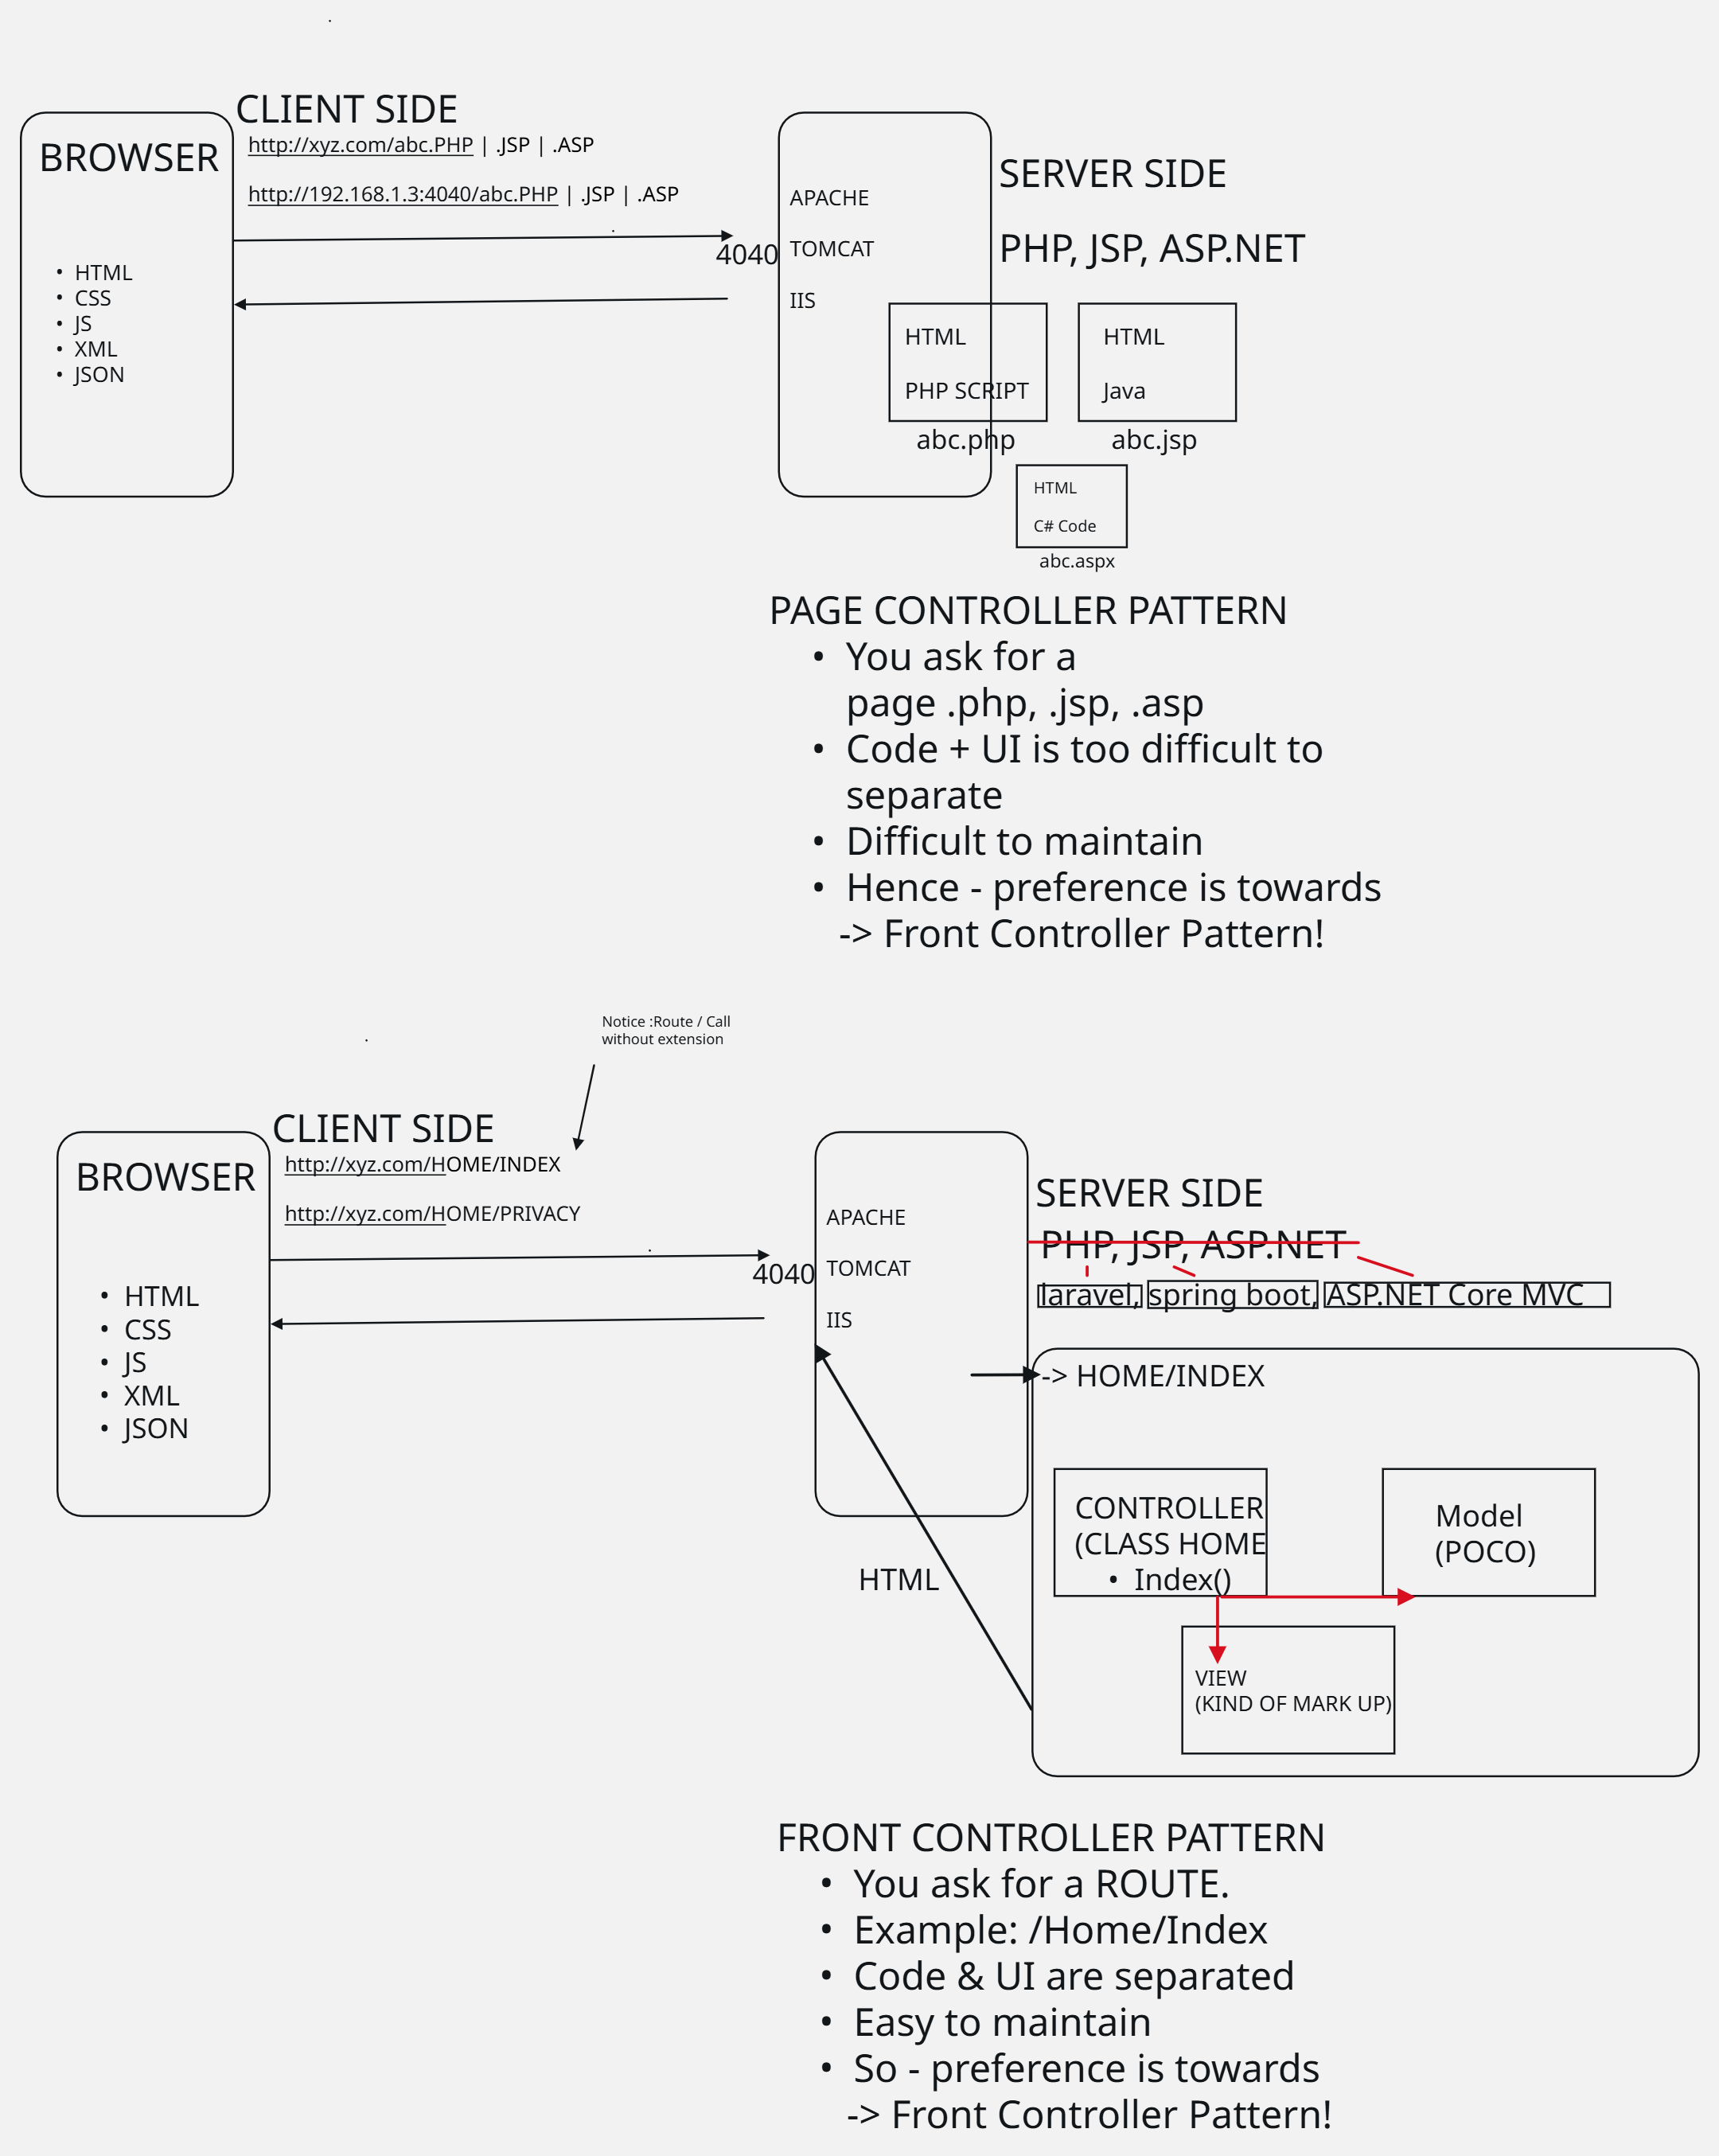 CLIENT SIDE
BROWSER
http://xyz.com/abc.PHP | .JSP | .ASP
http://192.168.1.3:4040/abc.PHP | .JSP | .ASP
• HTML
• CSS
• JS
• XML
• JSON
4040
APACHE
TOMCAT
IIS
SERVER SIDE
PHP, JSP, ASP.NET
HTML
PHP SCRIPT
abc.php
HTML
Java
abc.jsp
HTML
C# Code
abc.aspx
PAGE CONTROLLER PATTERN
• You ask for a
page .php, .jsp, .asp
• Code + UI is too difficult to
separate
• Difficult to maintain
• Hence - preference is towards
-> Front Controller Pattern!
Notice :Route / Call
without extension
CLIENT SIDE
BROWSER
http://xyz.com/HOME/INDEX
http://xyz.com/HOME/PRIVACY
• HTML
• CSS
• JS
• XML
• JSON
4040
APACHE
TOMCAT
IIS
SERVER SIDE
PHP, JSP, ASP.NET
laravel, spring boot, ASP.NET Core MVC
-> HOME/INDEX
CONTROLLER
(CLASS HOME
• Index()
Model
(POCO)
VIEW
(KIND OF MARK UP)
HTML
FRONT CONTROLLER PATTERN
• You ask for a ROUTE.
• Example: /Home/Index
• Code & UI are separated
• Easy to maintain
• So - preference is towards
-> Front Controller Pattern!